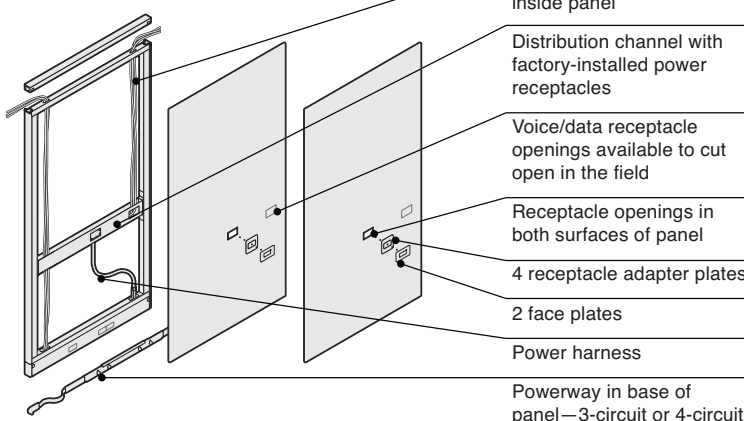 inside panel
Distribution channel with
factory-installed power
receptacles
Voice/data receptacle
openings available to cut
open in the field
Receptacle openings in
both surfaces of panel
4 receptacle adapter plates
2 face plates
Power harness
Powerway in base of
panel—3-circuit or 4-circuit